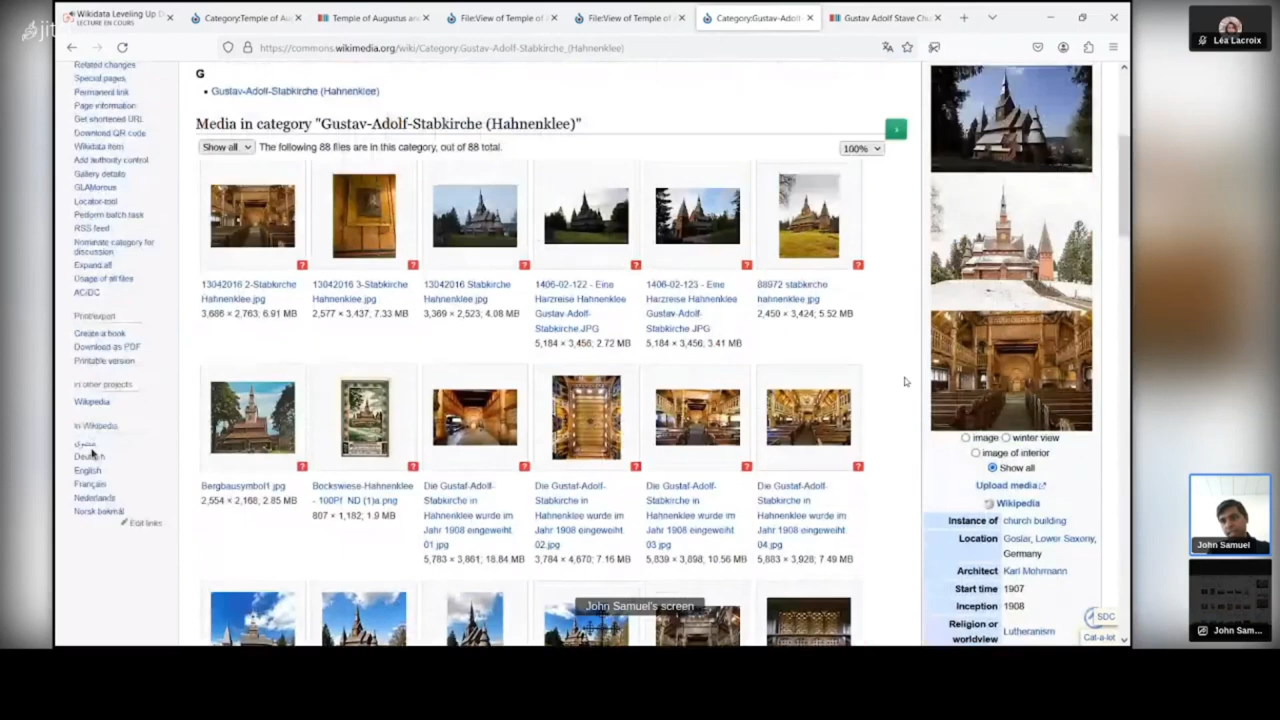 jit
Wikidata Leveling Up D
LECTURE EN COURS
Category:Temple of Au
Temple of Augustus an
File:View of Temple of A
File:View of Temple of
Category:Gustav-Adolf-
Gustav Adolf Stave Chu
https://commons.wikimedia.org/wiki/Category:Gustav-Adolf-Stabkirche_(Hahnenklee)
Related changes
Special pages
Permanent link
Page information
Get shortened URL
Download QR code
Wikidata item
Add authority control
Gallery details
GLAMorous
Locator-tool
Perform batch task
RSS feed
Nominate category for
discussion
Expand all
Usage of all files
AC/DC
Print/export
Create a book
Download as PDF
Printable version
In other projects
Wikipedia
In Wikipedia
مصرى
Deutsch
English
Français
Nederlands
Norsk bokmål
Edit links
G
Gustav-Adolf-Stabkirche (Hahnenklee)
Media in category "Gustav-Adolf-Stabkirche (Hahnenklee)"
Show all
The following 88 files are in this category, out of 88 total.
100%
13042016 2-Stabkirche
Hahnenklee.jpg
3,686 × 2,763; 6.91 MB
13042016 3-Stabkirche
Hahnenklee.jpg
2,577 × 3,437; 7.33 MB
13042016 Stabkirche
Hahnenklee.jpg
3,369 × 2,523; 4.08 MB
1406-02-122 - Eine
Harzreise Hahnenklee
Gustav-Adolf-
Stabkirche.JPG
5,184 × 3,456; 2.72 MB
1406-02-123 - Eine
Harzreise Hahnenklee
Gustav-Adolf-
Stabkirche.JPG
5,184 × 3,456; 3.41 MB
88972 stabkirche
hahnenklee.jpg
2,450 × 3,424; 5.52 MB
Bergbausymbol1.jpg
2,554 × 2,168; 2.85 MB
Bockswiese-Hahnenklee
- 100Pf. ND (1)a.png
807 × 1,182; 1.9 MB
Die Gustaf-Adolf-
Stabkirche in
Hahnenklee wurde im
Jahr 1908 eingeweiht.
01.jpg
5,783 × 3,861; 18.84 MB
Die Gustaf-Adolf-
Stabkirche in
Hahnenklee wurde im
Jahr 1908 eingeweiht.
02.jpg
3,784 × 4,670; 7.16 MB
Die Gustaf-Adolf-
Stabkirche in
Hahnenklee wurde im
Jahr 1908 eingeweiht.
03.jpg
5,839 × 3,898; 10.56 MB
Die Gustaf-Adolf-
Stabkirche in
Hahnenklee wurde im
Jahr 1908 eingeweiht.
04.jpg
5,883 × 3,928; 7.49 MB
John Samuel's screen
image
winter view
image of interior
Show all
Upload media
Wikipedia
Instance of church building
Location Goslar, Lower Saxony,
Germany
Architect Karl Mohrmann
Start time 1907
Inception 1908
Religion or
worldview
Lutheranism
SDC
Cat-a-lot
Léa Lacroix
John Samuel
John Sam...